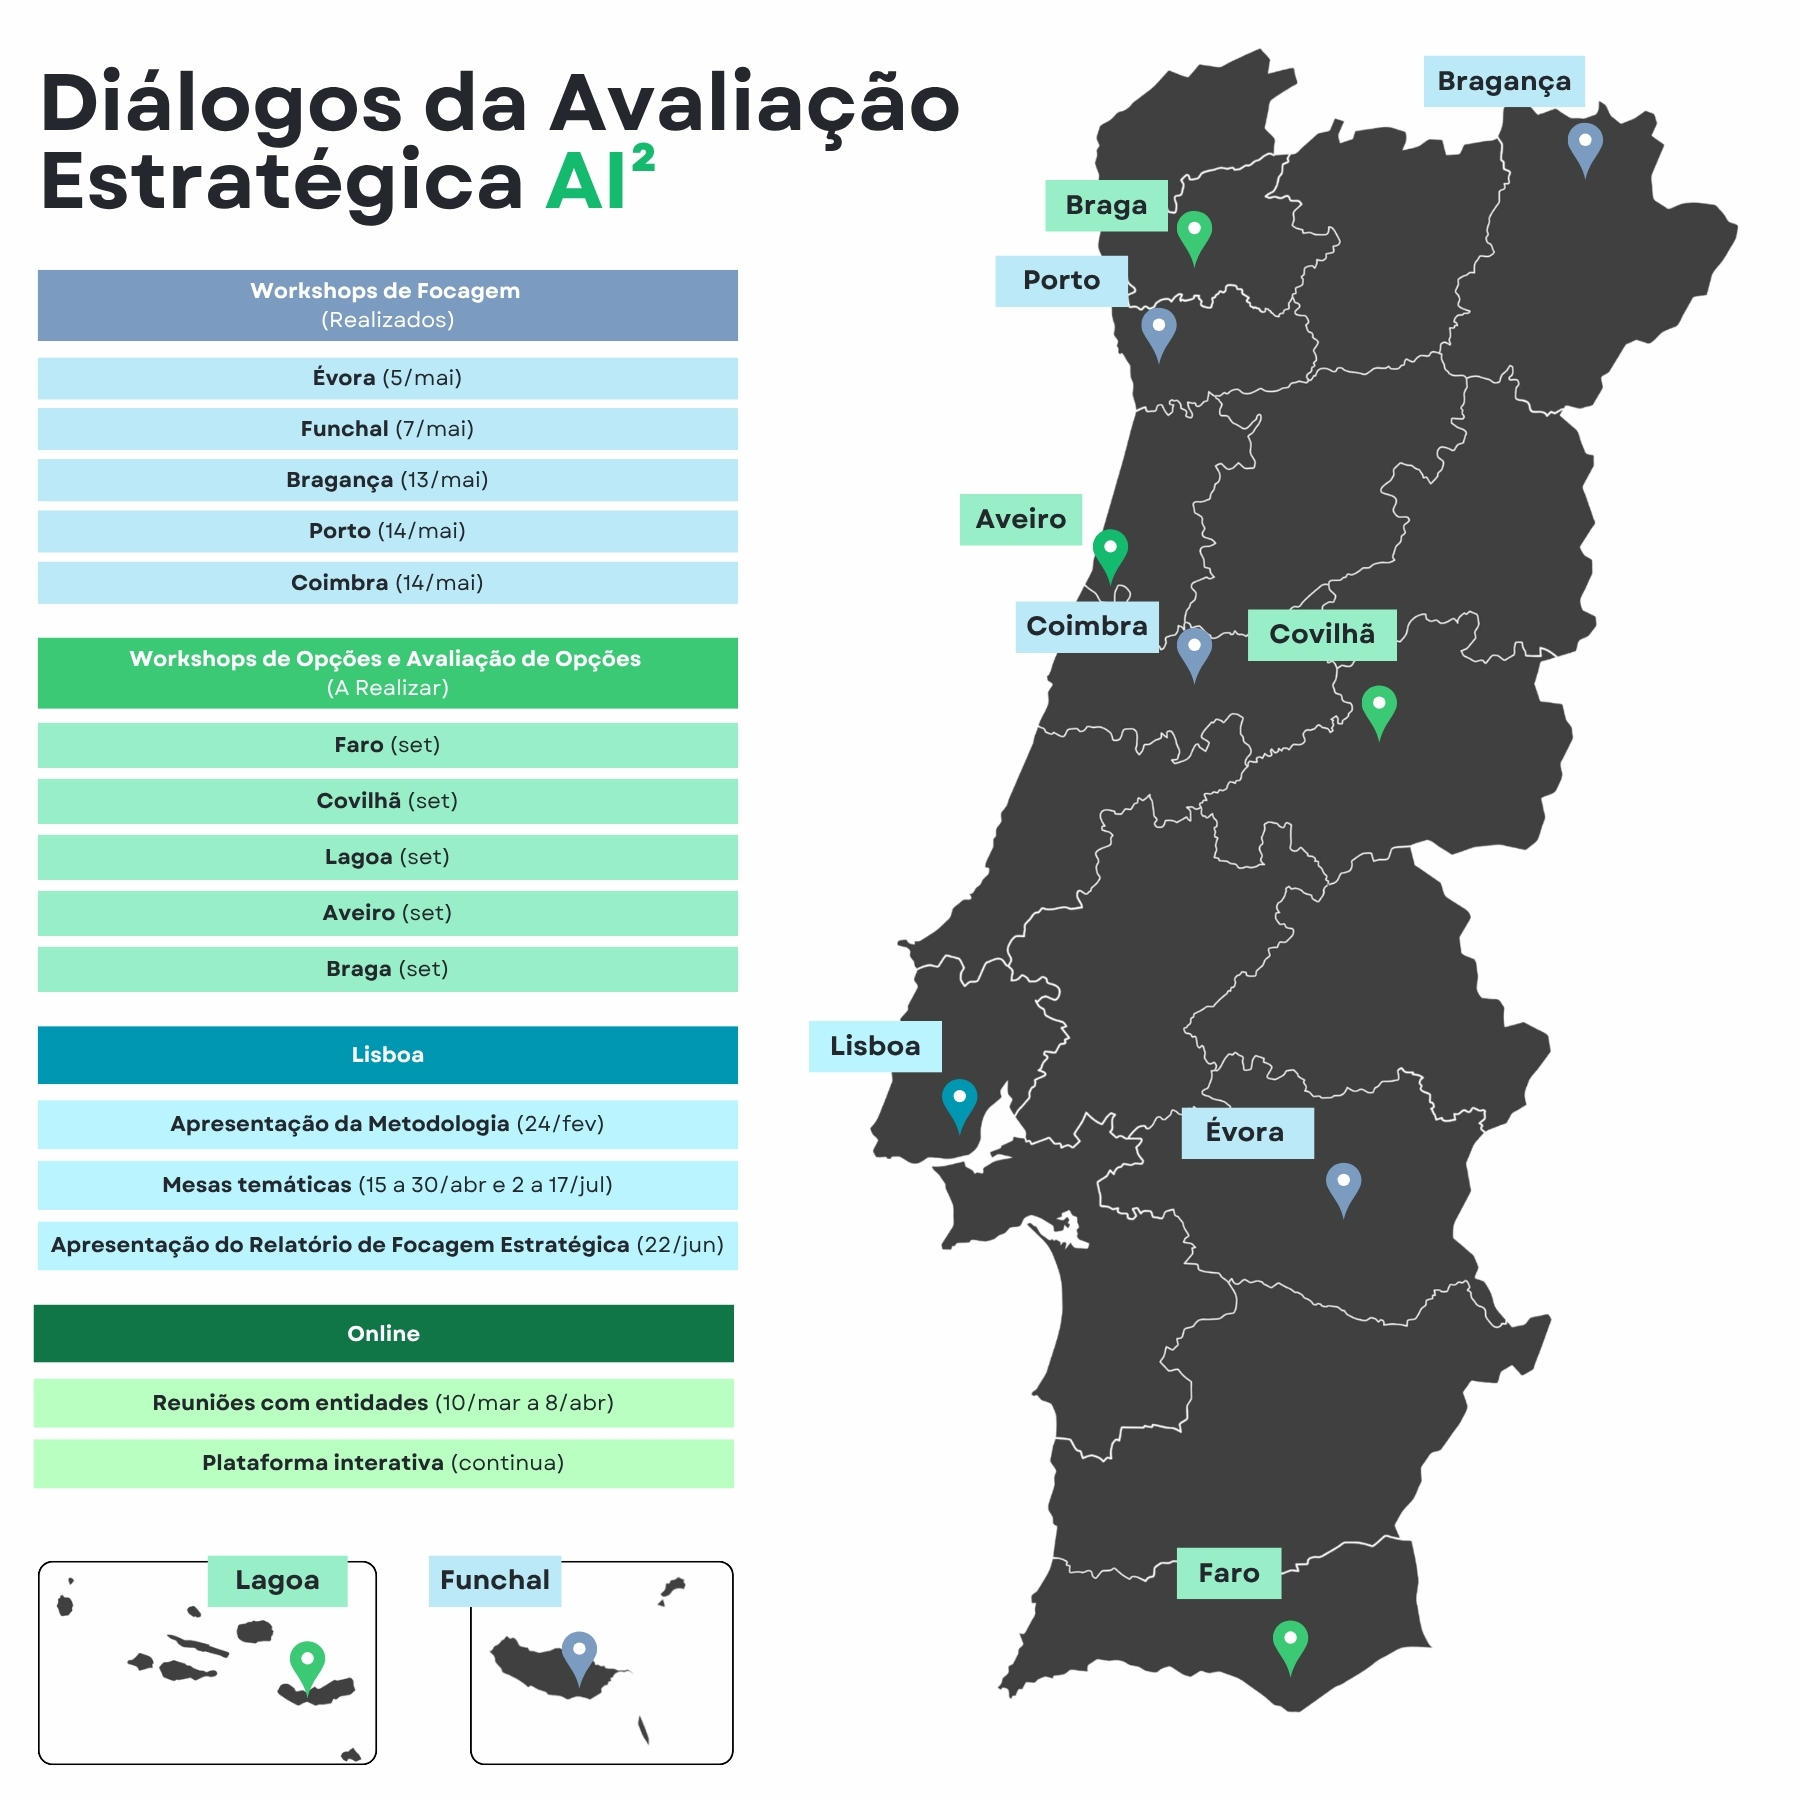 Diálogos da Avaliação
Estratégica AI²
Workshops de Focagem
(Realizados)
Évora (5/mai)
Funchal (7/mai)
Bragança (13/mai)
Porto (14/mai)
Coimbra (14/mai)
Workshops de Opções e Avaliação de Opções
(A Realizar)
Faro (set)
Covilhã (set)
Lagoa (set)
Aveiro (set)
Braga (set)
Lisboa
Apresentação da Metodologia (24/fev)
Mesas temáticas (15 a 30/abr e 2 a 17/jul)
Apresentação do Relatório de Focagem Estratégica (22/jun)
Online
Reuniões com entidades (10/mar a 8/abr)
Plataforma interativa (continua)
Lagoa
Funchal
Bragança
Braga
Porto
Aveiro
Coimbra
Covilhã
Lisboa
Évora
Faro